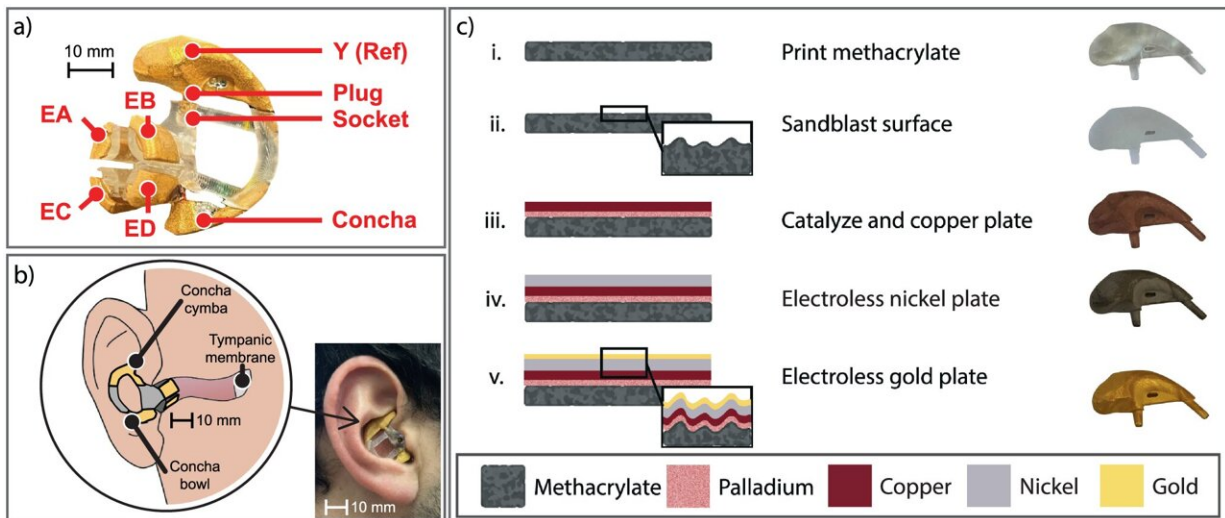 a)
10 mm
Y (Ref)
Plug
Socket
EA
EB
EC
ED
Concha
b)
Concha
cymba
Tympanic
membrane
10 mm
Concha
bowl
10 mm
c)
i.
Print methacrylate
ii.
Sandblast surface
iii.
Catalyze and copper plate
iv.
Electroless nickel plate
v.
Electroless gold plate
Methacrylate
Palladium
Copper
Nickel
Gold